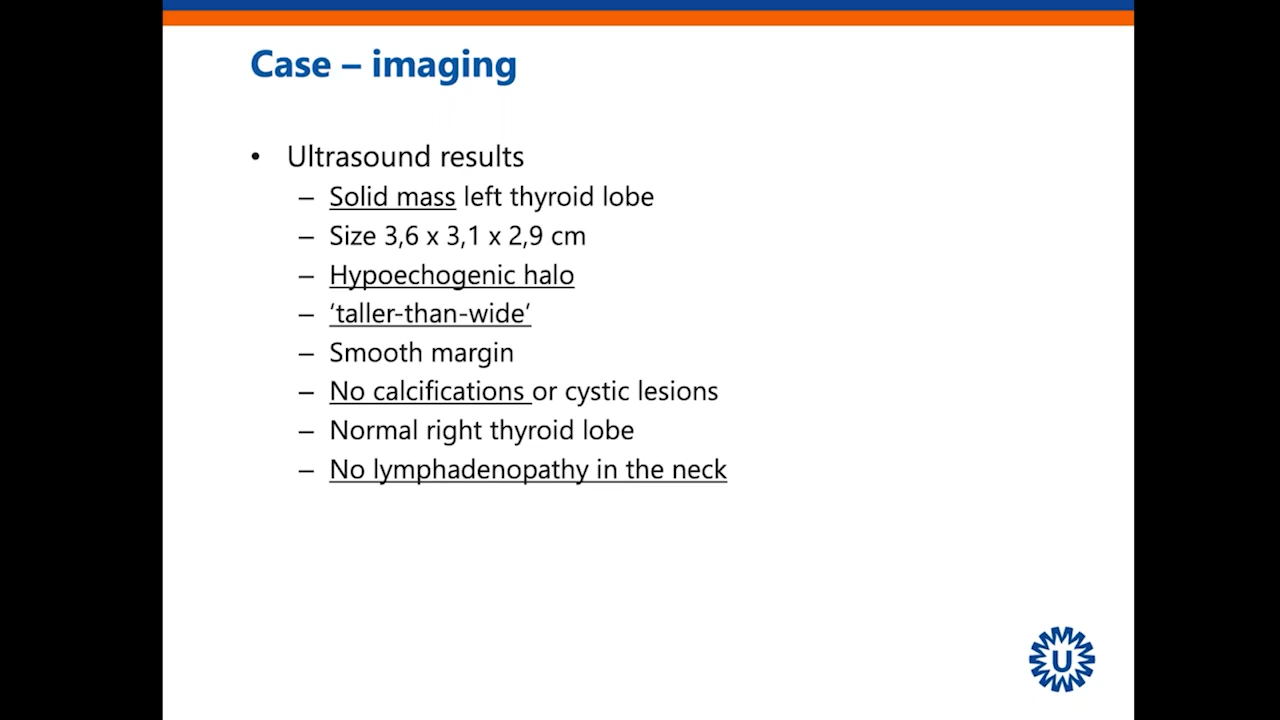 Case – imaging
• Ultrasound results
– Solid mass left thyroid lobe
– Size 3,6 x 3,1 x 2,9 cm
– Hypoechogenic halo
– ‘taller-than-wide’
– Smooth margin
– No calcifications or cystic lesions
– Normal right thyroid lobe
– No lymphadenopathy in the neck
U